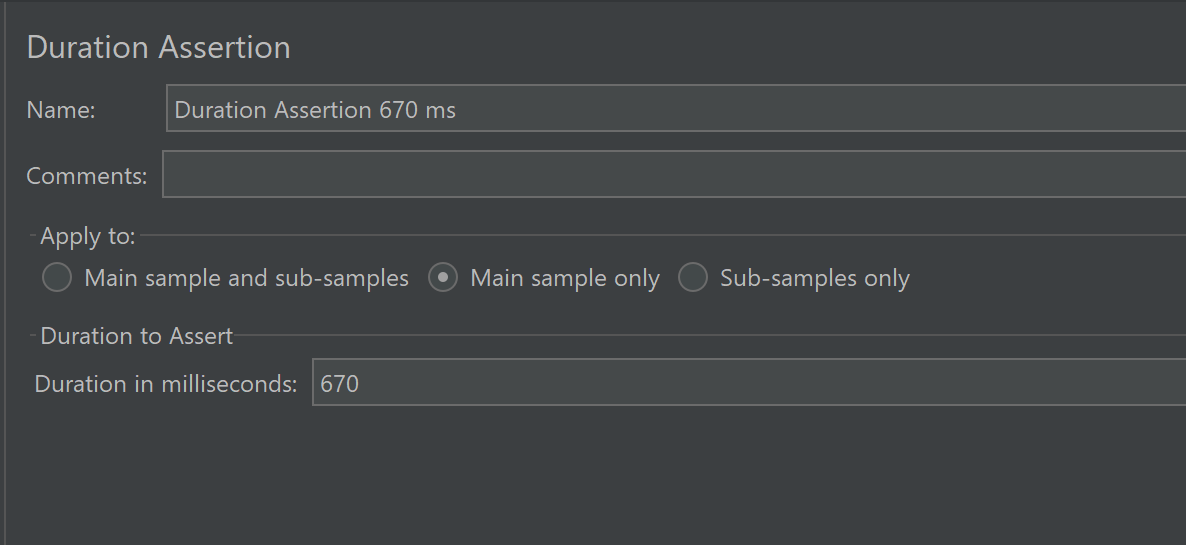 Duration Assertion
Name: Duration Assertion 670 ms
Comments:
Apply to:
Main sample and sub-samples Main sample only Sub-samples only
Duration to Assert
Duration in milliseconds: 670